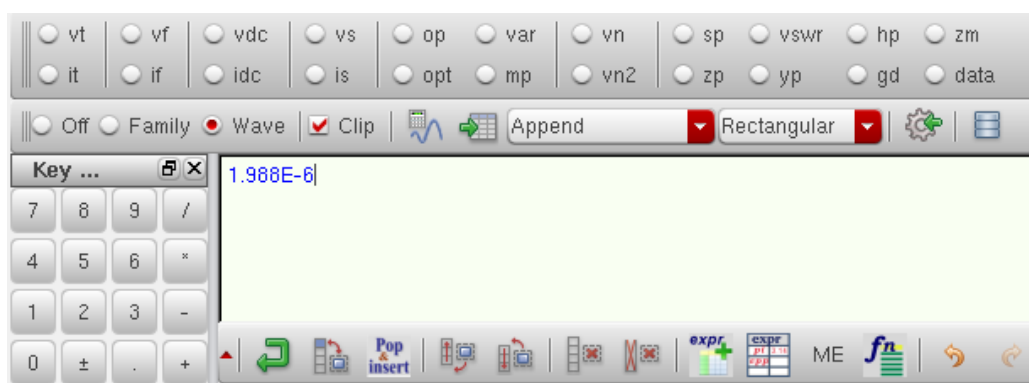 vt vf vdc vs op var vn sp vswr hp zm
it if idc is opt mp vn2 zp yp gd data
Off Family Wave Clip Append Rectangular
Key ...
1.988E-6
7 8 9 /
4 5 6 *
1 2 3 -
0 ± . +
Pop
&
insert
expr
expr
ME
fn